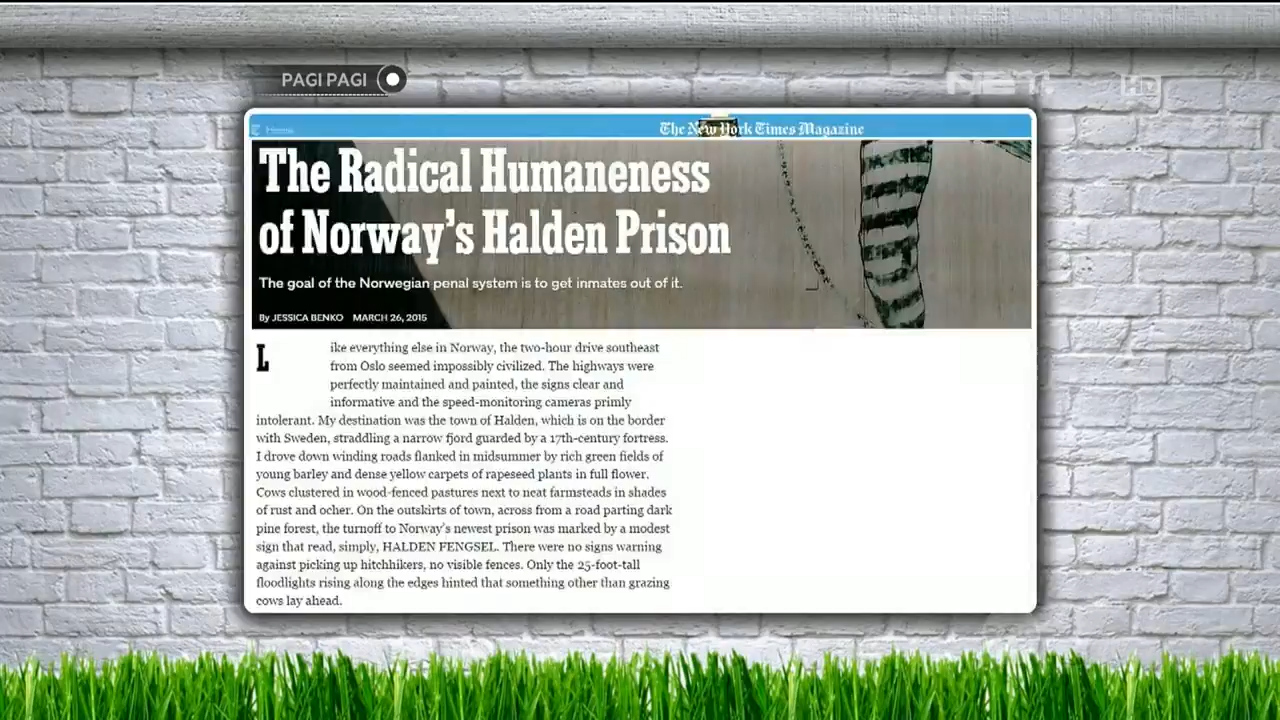 PAGI PAGI
NET.
HD
Home
The New York Times Magazine
The Radical Humaneness
of Norway's Halden Prison
The goal of the Norwegian penal system is to get inmates out of it.
By JESSICA BENKO MARCH 26, 2015
Like everything else in Norway, the two-hour drive southeast
from Oslo seemed impossibly civilized. The highways were
perfectly maintained and painted, the signs clear and
informative and the speed-monitoring cameras primly
intolerant. My destination was the town of Halden, which is on the border
with Sweden, straddling a narrow fjord guarded by a 17th-century fortress.
I drove down winding roads flanked in midsummer by rich green fields of
young barley and dense yellow carpets of rapeseed plants in full flower.
Cows clustered in wood-fenced pastures next to neat farmsteads in shades
of rust and ocher. On the outskirts of town, across from a road parting dark
pine forest, the turnoff to Norway's newest prison was marked by a modest
sign that read, simply, HALDEN FENGSEL. There were no signs warning
against picking up hitchhikers, no visible fences. Only the 25-foot-tall
floodlights rising along the edges hinted that something other than grazing
cows lay ahead.